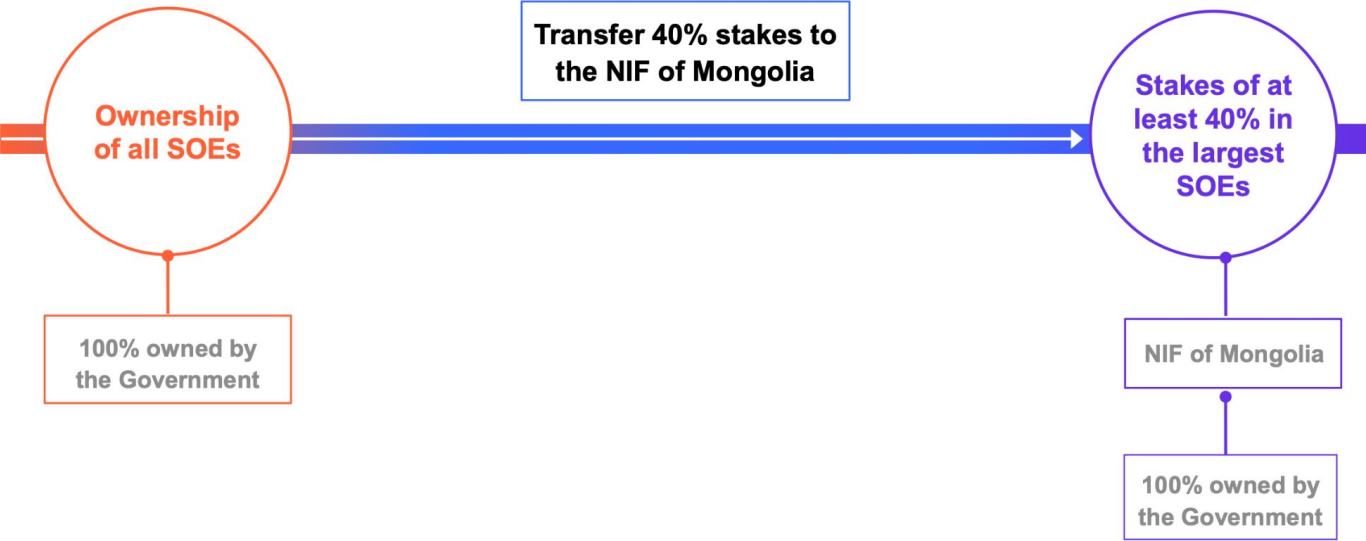 Transfer 40% stakes to
the NIF of Mongolia
Ownership
of all SOEs
Stakes of at
least 40% in
the largest
SOEs
100% owned by
the Government
NIF of Mongolia
100% owned by
the Government